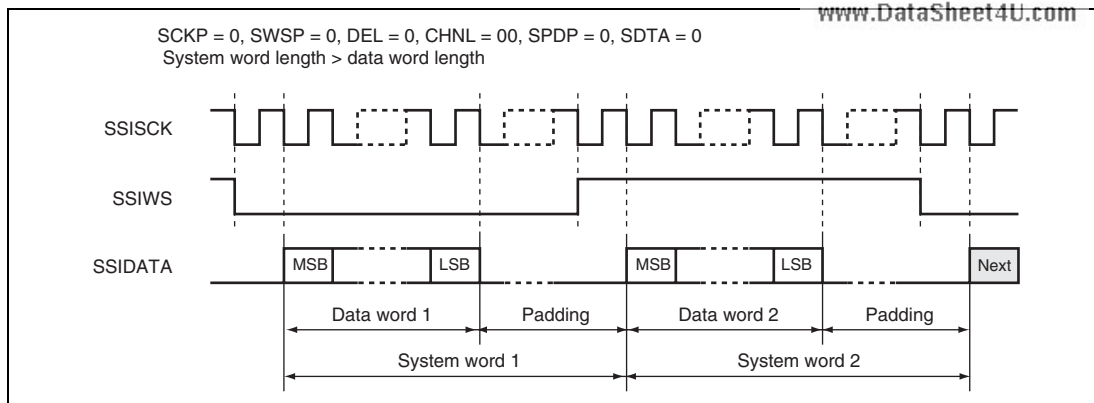 www.DataSheet4U.com
SCKP = 0, SWSP = 0, DEL = 0, CHNL = 00, SPDP = 0, SDTA = 0
System word length > data word length
SSISCK
SSIWS
SSIDATA
MSB LSB MSB LSB Next
Data word 1 Padding Data word 2 Padding
System word 1 System word 2